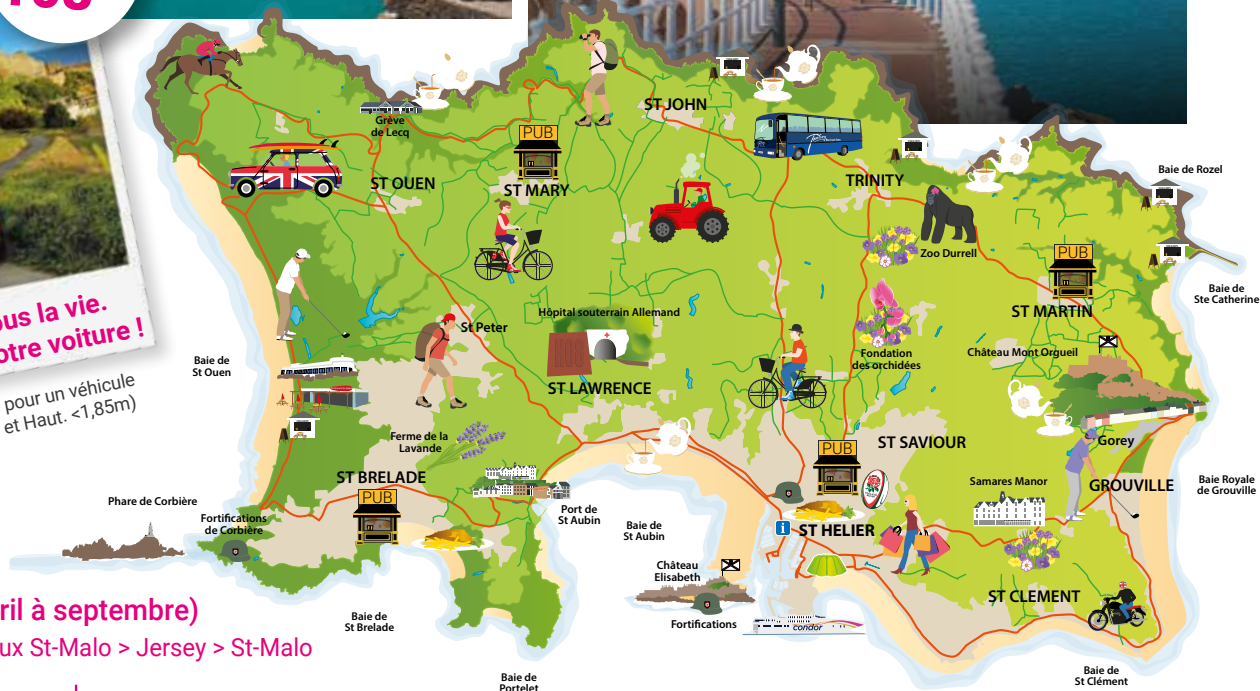 ous la vie.
otre voiture !
pour un véhicule
et Haut. <1,85m)
Grève
de Lecq
ST OUEN
PUB
ST MARY
ST JOHN
TRINITY
Zoo Durrell
Baie de Rozel
Baie de
Ste Catherine
PUB
ST MARTIN
Château Mont Orgueil
Fondation
des orchidées
Hôpital souterrain Allemand
St Peter
ST LAWRENCE
Baie de
St Ouen
Ferme de la
Lavande
ST BRELADE
PUB
Phare de Corbière
Fortifications
de Corbière
Port de
St Aubin
Baie de
St Aubin
PUB
ST SAVIOUR
Samares Manor
Gorey
GROUVILLE
Baie Royale
de Grouville
i
ST HELIER
Château
Elisabeth
Fortifications
condor
ST CLEMENT
Baie de
St Brelade
Baie de
Portelet
Baie de
St Clément
ril à septembre)
ux St-Malo > Jersey > St-Malo